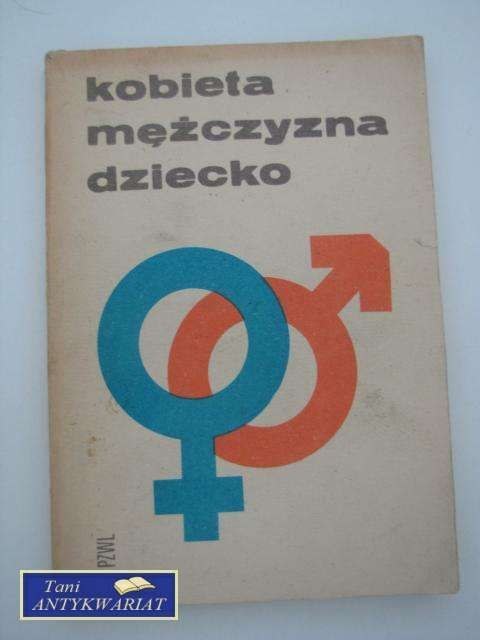 kobieta
mężczyzna
dziecko
PZWL
Tani
ANTYKWARIAT